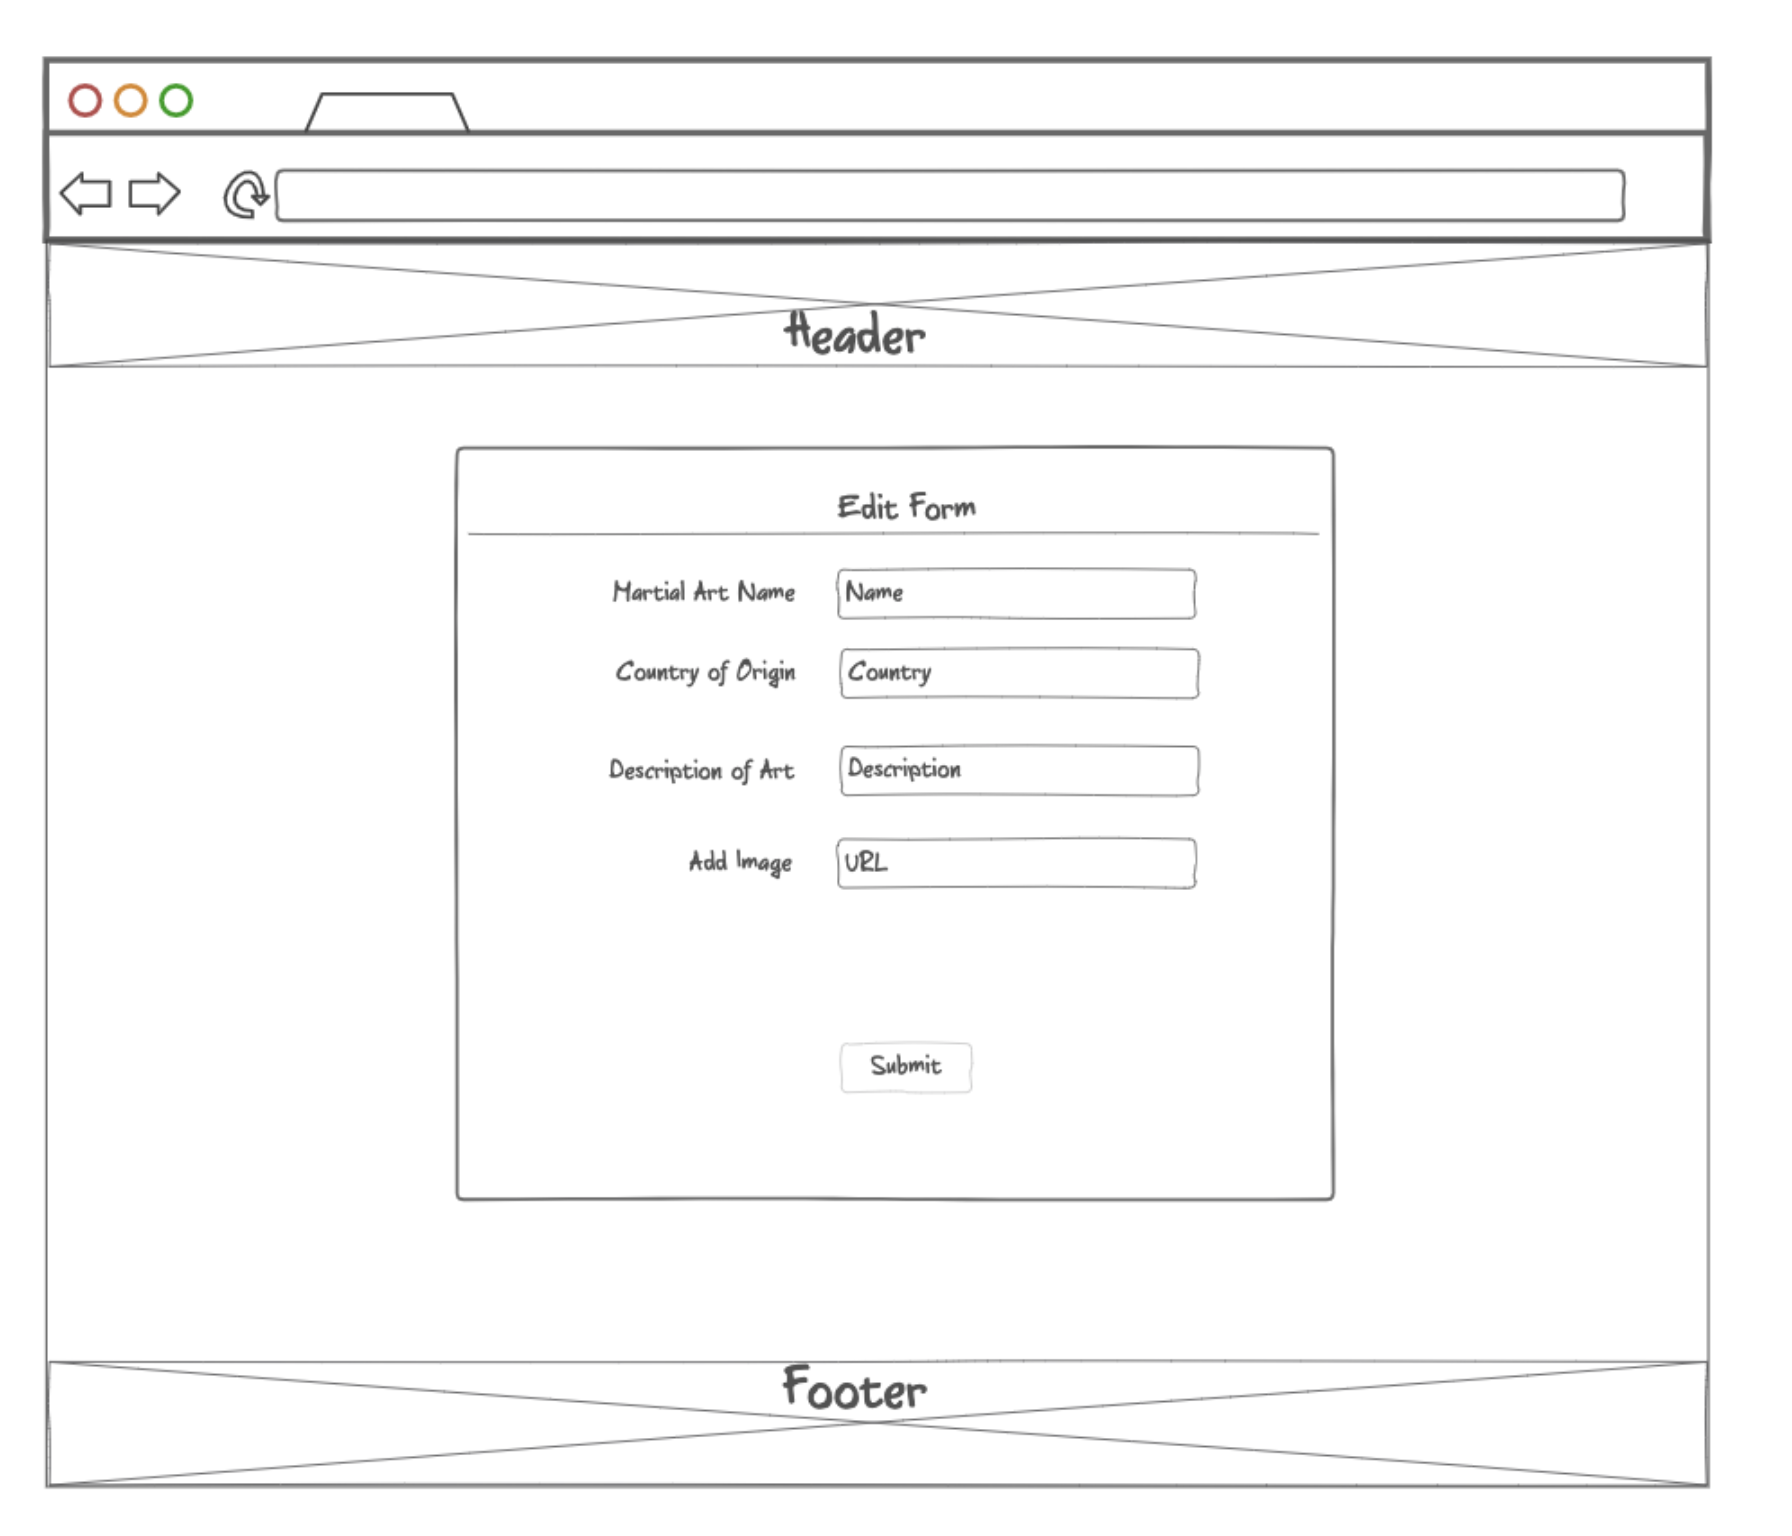 Header
Edit Form
Martial Art Name Name
Country of Origin Country
Description of Art Description
Add Image URL
Submit
Footer